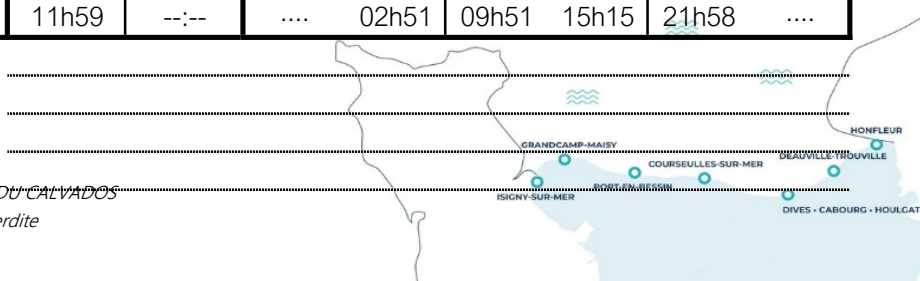 11h59 --:-- .... 02h51 09h51 15h15 21h58 ....
HONFLEUR
GRANDCAMP-MAISY
DEAUVILLE-TROUVILLE
COURSEULLES-SUR-MER
PORT-EN-BESSIN
DU CALVADOS
ISIGNY-SUR-MER
DIVES • CABOURG • HOULGAT
erdite